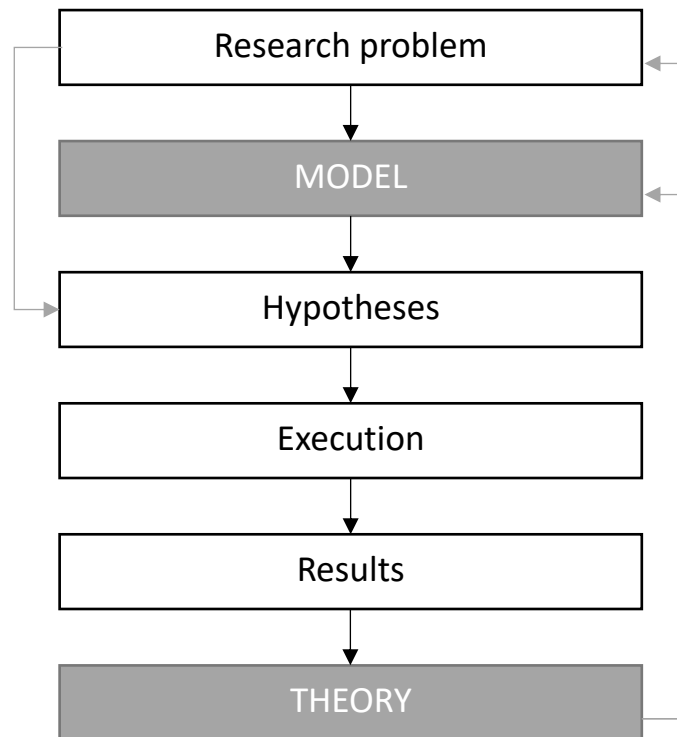 Research problem
MODEL
Hypotheses
Execution
Results
THEORY